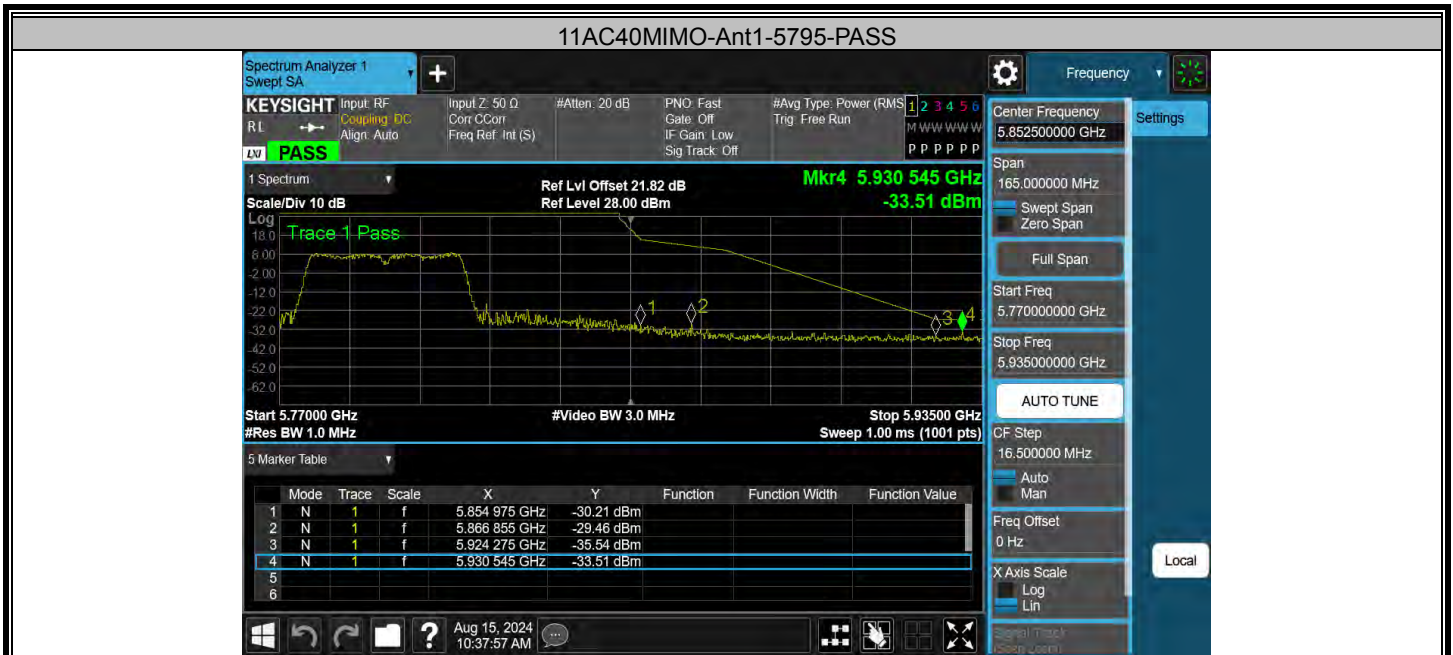 11AC40MIMO-Ant1-5795-PASS
Spectrum Analyzer 1
Swept SA
+
Frequency
KEYSIGHT
RL
LXI PASS
Input: RF
Coupling: DC
Align: Auto
Input Z: 50 Ω
Corr CCorr
Freq Ref: Int (S)
#Atten: 20 dB
PNO: Fast
Gate: Off
IF Gain: Low
Sig Track: Off
#Avg Type: Power (RMS
Trig: Free Run
1 2 3 4 5 6
M W W W W W
P P P P P P
1 Spectrum
Scale/Div 10 dB
Ref Lvl Offset 21.82 dB
Ref Level 28.00 dBm
Mkr4 5.930 545 GHz
-33.51 dBm
Log
Trace 1 Pass
18.0
8.00
-2.00
-12.0
-22.0
-32.0
-42.0
-52.0
-62.0
1
2
3
4
Start 5.77000 GHz
#Video BW 3.0 MHz
Stop 5.93500 GHz
#Res BW 1.0 MHz
Sweep 1.00 ms (1001 pts)
5 Marker Table
Mode Trace Scale X Y Function Function Width Function Value
1 N 1 f 5.854 975 GHz -30.21 dBm
2 N 1 f 5.866 855 GHz -29.46 dBm
3 N 1 f 5.924 275 GHz -35.54 dBm
4 N 1 f 5.930 545 GHz -33.51 dBm
5
6
?
Aug 15, 2024
10:37:57 AM
Center Frequency
5.852500000 GHz
Settings
Span
165.000000 MHz
Swept Span
Zero Span
Full Span
Start Freq
5.770000000 GHz
Stop Freq
5.935000000 GHz
AUTO TUNE
CF Step
16.500000 MHz
Auto
Man
Freq Offset
0 Hz
X Axis Scale
Log
Lin
Signal Track
(Span Zoom)
Local